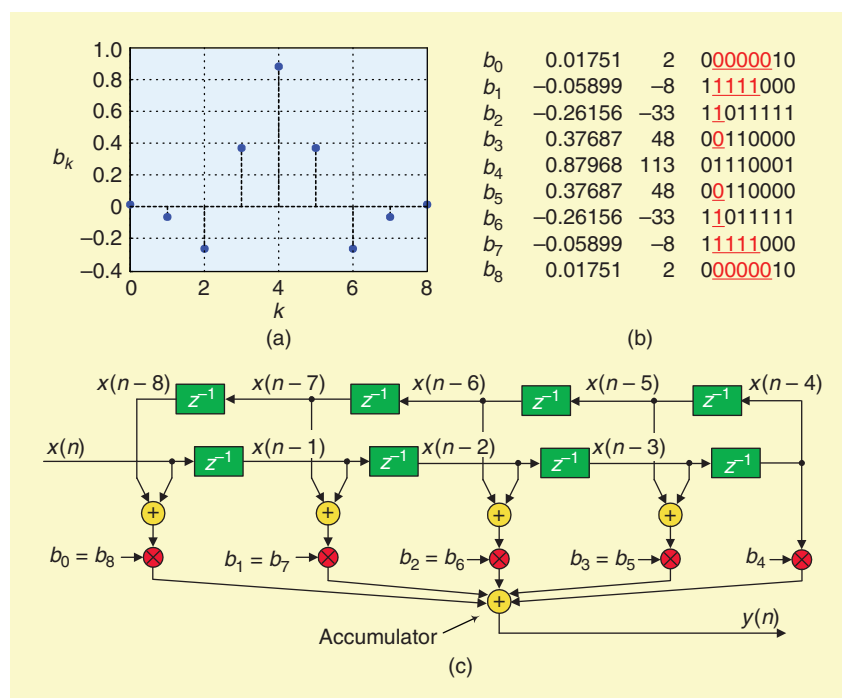 1.0
0.8
0.6
0.4
0.2
0
−0.2
−0.4
b_k
0 2 4 6 8
k
(a)
b_0 0.01751 2 00000010
b_1 −0.05899 −8 11111000
b_2 −0.26156 −33 11011111
b_3 0.37687 48 00110000
b_4 0.87968 113 01110001
b_5 0.37687 48 00110000
b_6 −0.26156 −33 11011111
b_7 −0.05899 −8 11111000
b_8 0.01751 2 00000010
(b)
x(n − 8) x(n − 7) x(n − 6) x(n − 5) x(n − 4)
z^−1 z^−1 z^−1 z^−1
x(n) x(n − 1) x(n − 2) x(n − 3)
z^−1 z^−1 z^−1 z^−1
+ + + +
b_0 = b_8 b_1 = b_7 b_2 = b_6 b_3 = b_5 b_4
× × × × ×
+
Accumulator y(n)
(c)